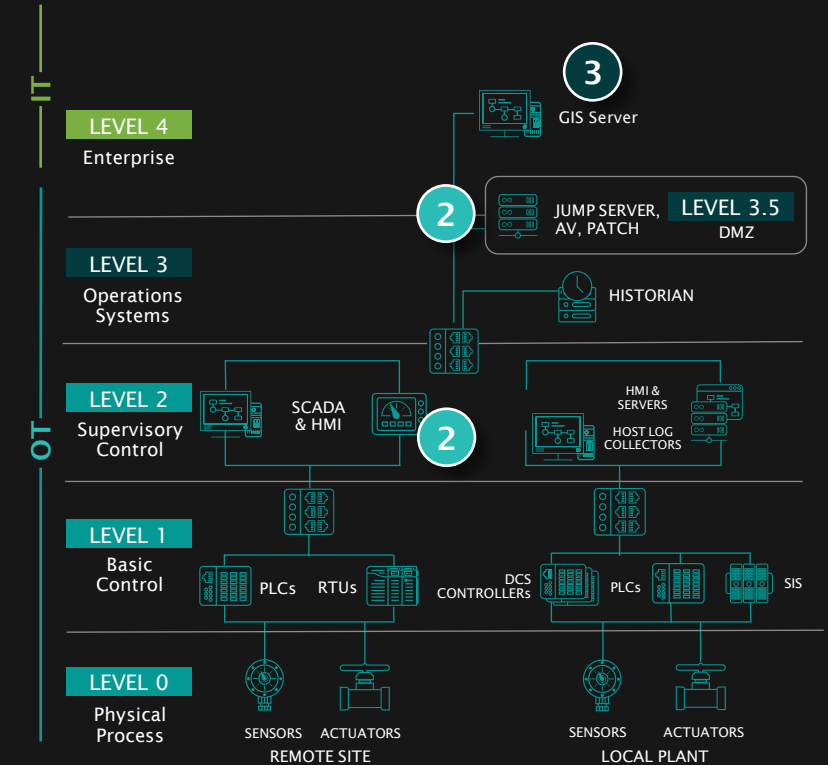 IT
3
GIS Server
LEVEL 4
Enterprise
2
JUMP SERVER,
AV, PATCH
LEVEL 3.5
DMZ
LEVEL 3
Operations
Systems
HISTORIAN
OT
LEVEL 2
Supervisory
Control
SCADA
& HMI
2
HMI &
SERVERS
HOST LOG
COLLECTORS
LEVEL 1
Basic
Control
PLCs
RTUs
DCS
CONTROLLERs
PLCs
SIS
LEVEL 0
Physical
Process
SENSORS
ACTUATORS
REMOTE SITE
SENSORS
ACTUATORS
LOCAL PLANT